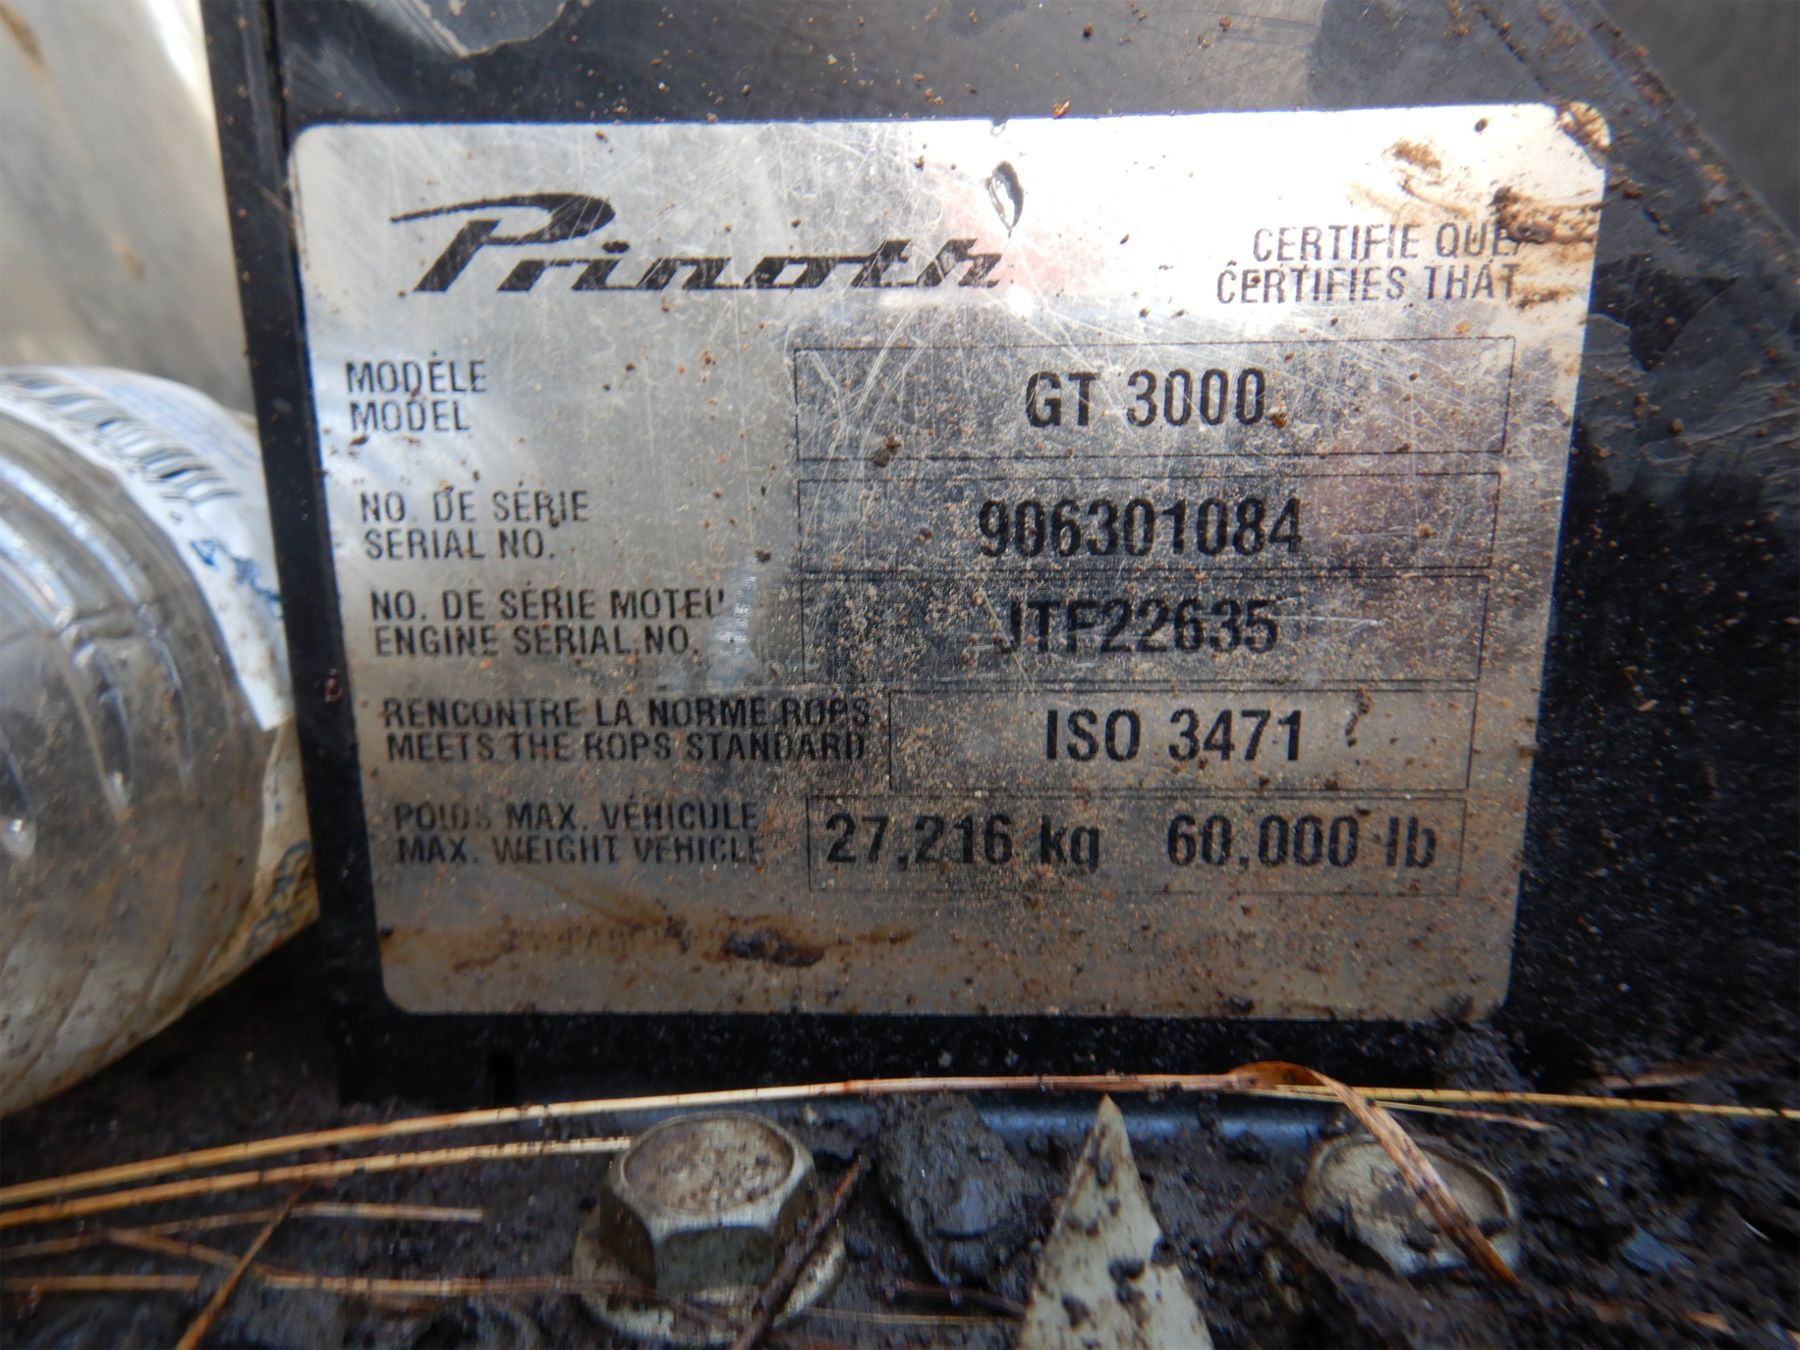 Prinoth
CERTIFIE QUE
CERTIFIES THAT
MODÈLE
MODEL
GT 3000
NO. DE SÉRIE
SERIAL NO.
906301084
NO. DE SÉRIE MOTEU
ENGINE SERIAL NO.
JTF22635
RENCONTRE LA NORME ROPS
MEETS THE ROPS STANDARD
ISO 3471
POIDS MAX. VÉHICULE
MAX. WEIGHT VEHICLE
27,216 kg 60,000 lb